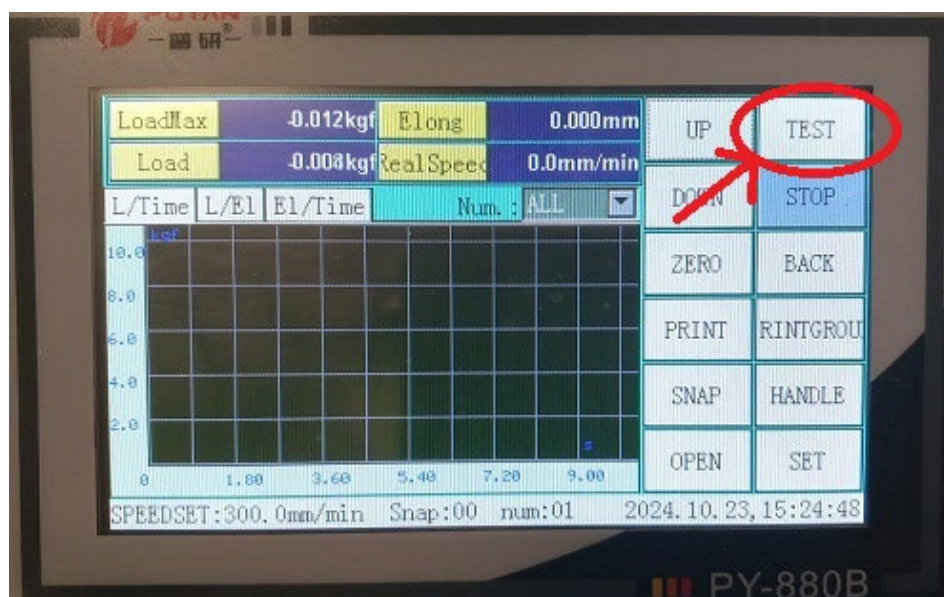 PUYAN
普研®
LoadMax -0.012kgf Elong 0.000mm
Load -0.008kgf RealSpeed 0.0mm/min
L/Time L/El El/Time Num.: ALL
UP TEST
DOWN STOP
ZERO BACK
PRINT RINTGROU
SNAP HANDLE
OPEN SET
kgf
10.0
8.0
6.0
4.0
2.0
s
0 1.80 3.60 5.40 7.20 9.00
SPEEDSET:300.0mm/min Snap:00 num:01 2024.10.23,15:24:48
PY-880B